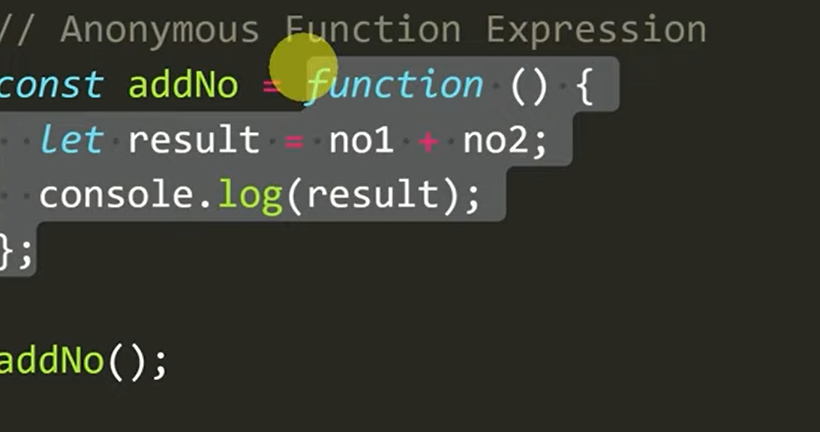 // Anonymous Function Expression
const addNo = function () {
let result = no1 + no2;
console.log(result);
};
addNo();